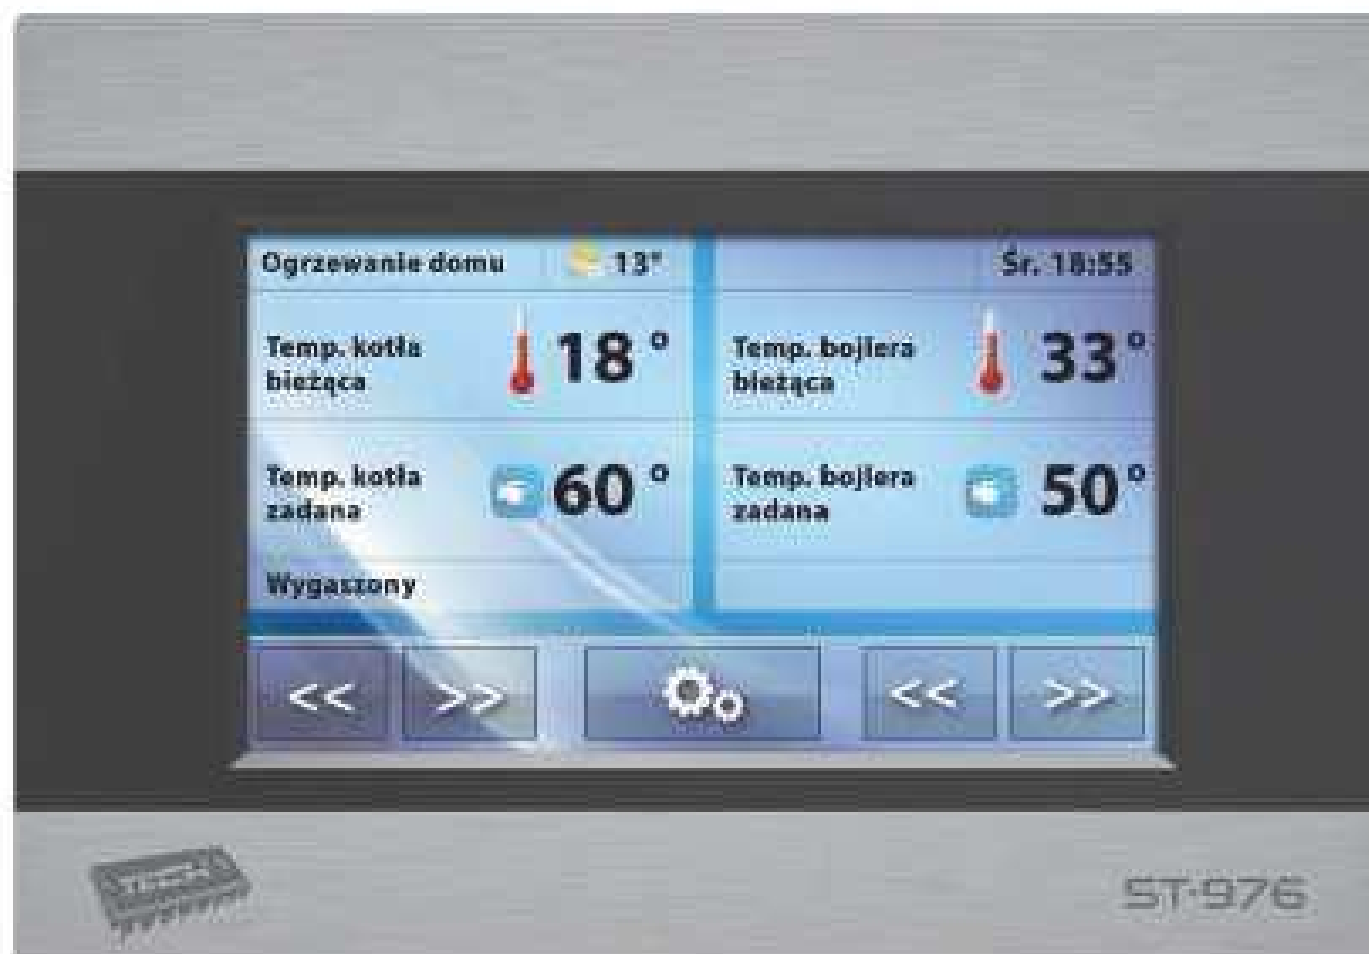 Ogrzewanie domu 13°
Śr. 18:55
Temp. kotła
bieżąca
18°
Temp. bojlera
bieżąca
33°
Temp. kotła
zadana
60°
Temp. bojlera
zadana
50°
Wygaszony
<< >>
<< >>
TECH
ST-976